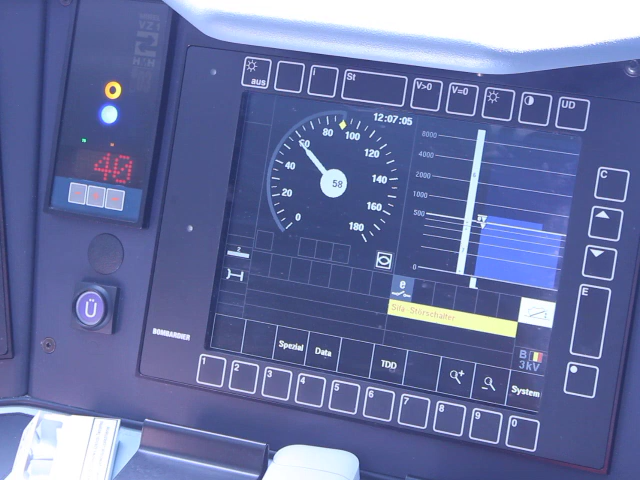 aus
i
St
V>0
V=0
UD
12:07:05
0
20
40
60
80
100
120
140
160
180
58
8000
4000
2000
1000
500
0
40
C
E
Ü
2
e
Sifa Störschalter
BOMBARDIER
Spezial
Data
TDD
System
B
3kV
1
2
3
4
5
6
7
8
9
0